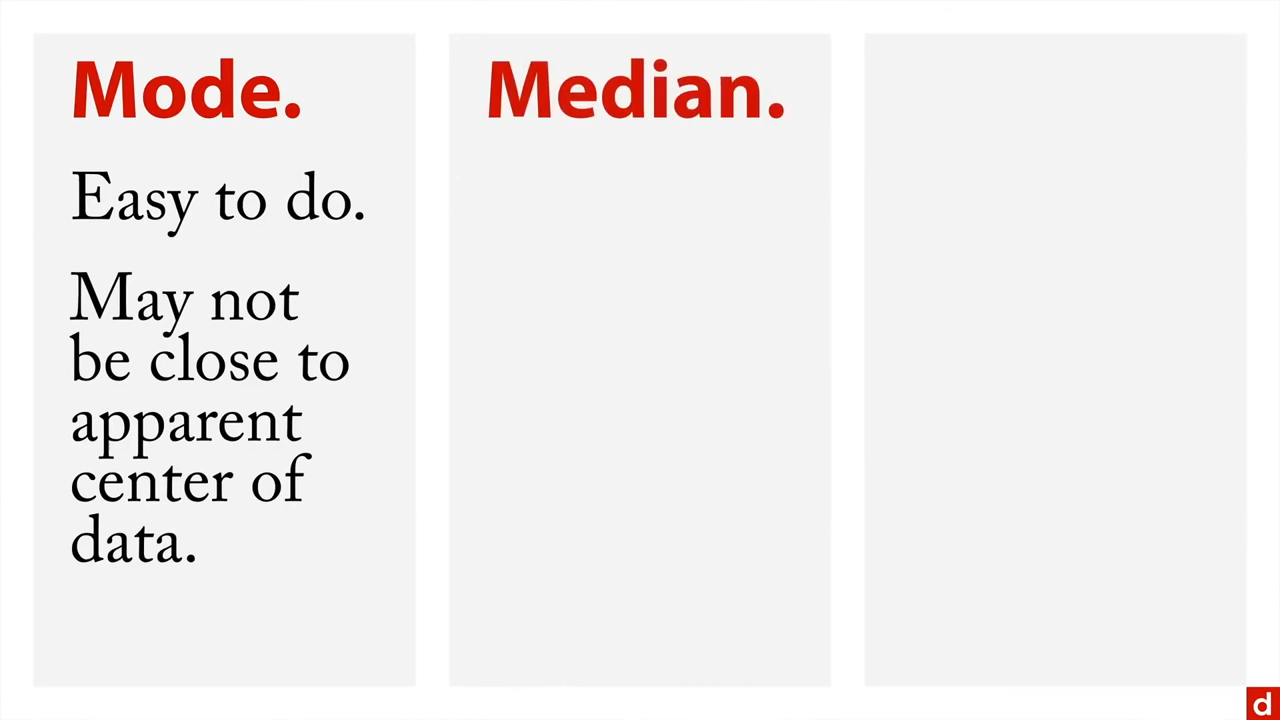 Mode.
Easy to do.
May not
be close to
apparent
center of
data.
Median.
d